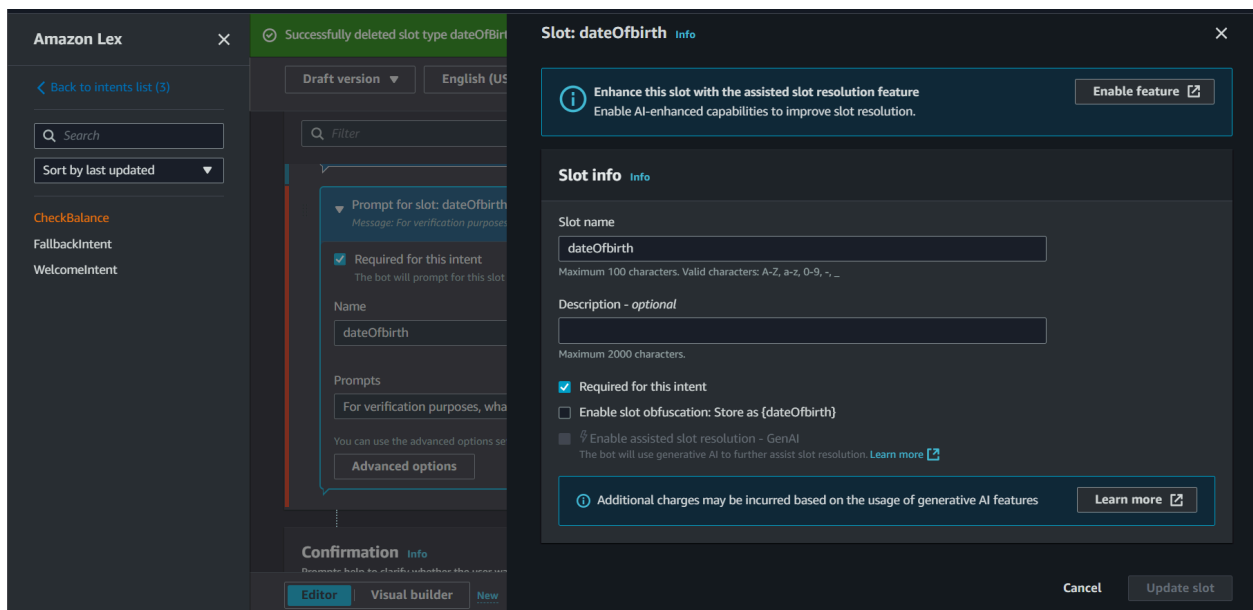 Amazon Lex
Back to intents list (3)
Search
Sort by last updated
CheckBalance
FallbackIntent
WelcomeIntent
Successfully deleted slot type dateOfBirt
Draft version
English (US
Filter
Prompt for slot: dateOfbirth
Message: For verification purposes
Required for this intent
The bot will prompt for this slot
Name
dateOfbirth
Prompts
For verification purposes, wha
You can use the advanced options se
Advanced options
Confirmation Info
Prompts help to clarify whether the user wa
Editor
Visual builder
New
Slot: dateOfbirth Info
Enhance this slot with the assisted slot resolution feature
Enable AI-enhanced capabilities to improve slot resolution.
Enable feature
Slot info Info
Slot name
dateOfbirth
Maximum 100 characters. Valid characters: A-Z, a-z, 0-9, -, _
Description - optional
Maximum 2000 characters.
Required for this intent
Enable slot obfuscation: Store as {dateOfbirth}
Enable assisted slot resolution - GenAI
The bot will use generative AI to further assist slot resolution. Learn more
Additional charges may be incurred based on the usage of generative AI features
Learn more
Cancel
Update slot